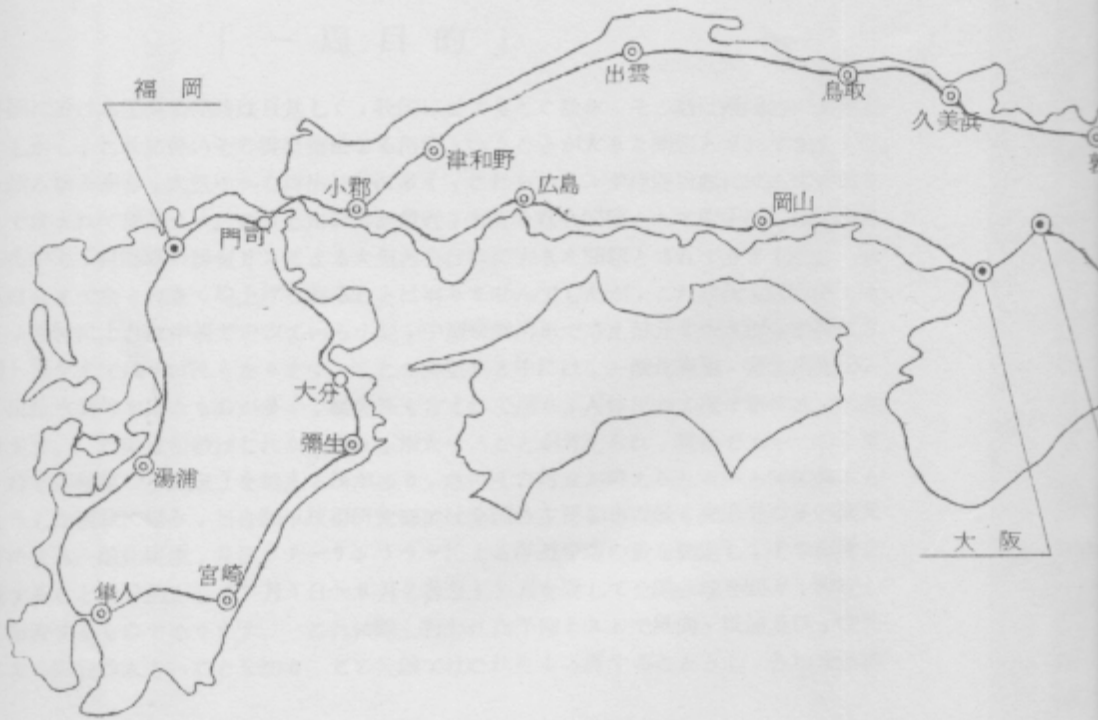 福岡
出雲
鳥取
久美浜
津和野
小郡
広島
岡山
門司
大分
彌生
湯浦
大阪
宮崎
隼人